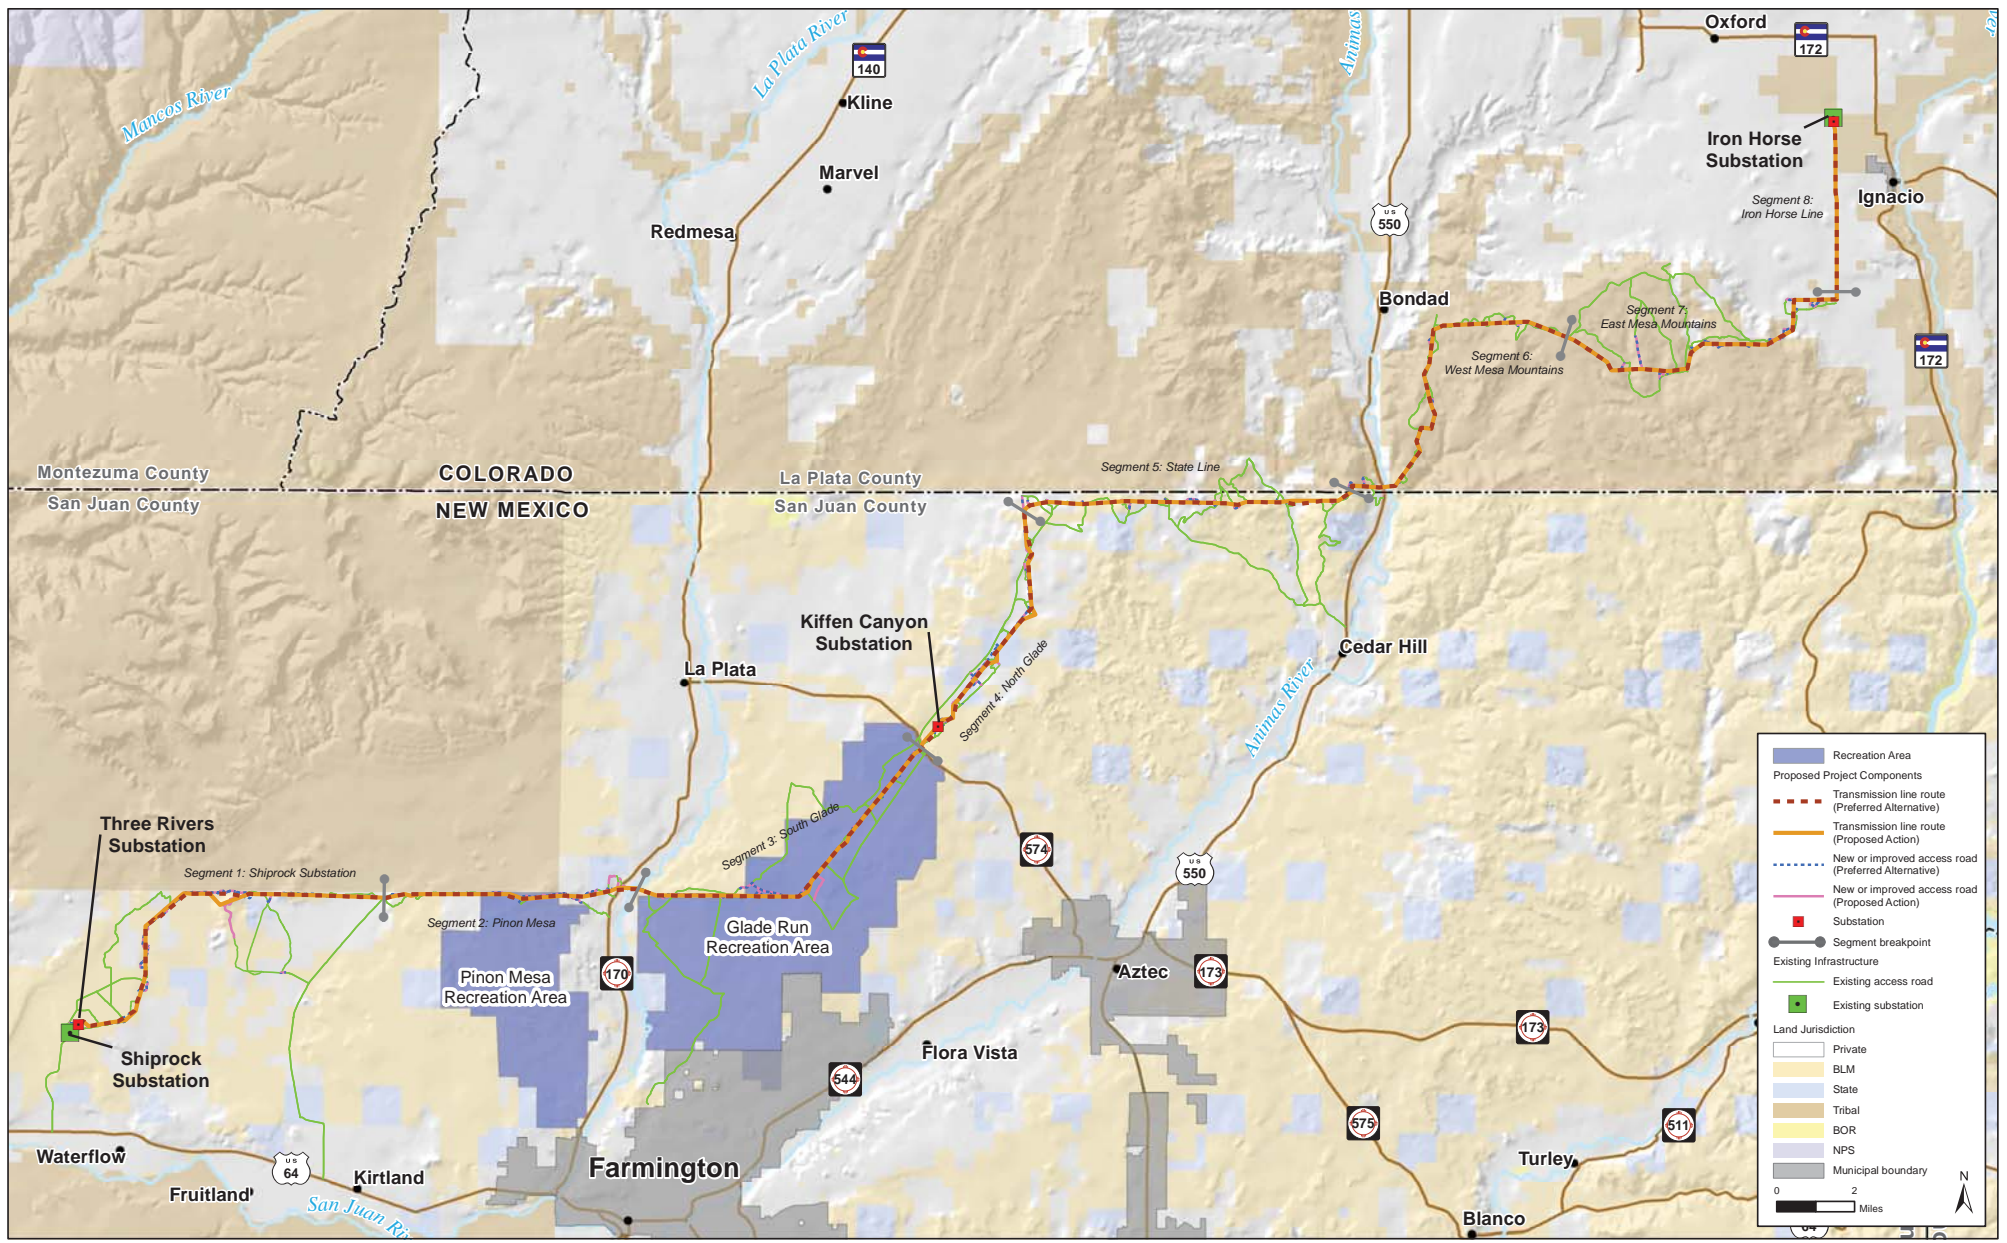 Oxford
172
La Plata River
Animas
140
Kline
Mancos River
Iron Horse
Substation
Marvel
Ignacio
Segment 8:
Iron Horse Line
US
550
Redmesa
Bondad
Segment 7:
East Mesa Mountains
172
Segment 6:
West Mesa Mountains
Montezuma County
COLORADO
La Plata County
Segment 5: State Line
San Juan County
NEW MEXICO
San Juan County
Kiffen Canyon
Substation
Cedar Hill
La Plata
Segment 4: North Glade
Animas River
Three Rivers
Substation
Segment 3: South Glade
574
US
550
Segment 1: Shiprock Substation
Segment 2: Pinon Mesa
Glade Run
Recreation Area
Pinon Mesa
Recreation Area
170
Aztec
173
173
Shiprock
Substation
Flora Vista
544
575
511
Waterflow
US
64
Kirtland
Fruitland
San Juan Ri
Farmington
Turley
Blanco
Recreation Area
Proposed Project Components
Transmission line route
(Preferred Alternative)
Transmission line route
(Proposed Action)
New or improved access road
(Preferred Alternative)
New or improved access road
(Proposed Action)
Substation
Segment breakpoint
Existing Infrastructure
Existing access road
Existing substation
Land Jurisdiction
Private
BLM
State
Tribal
BOR
NPS
Municipal boundary
0 2
Miles
N